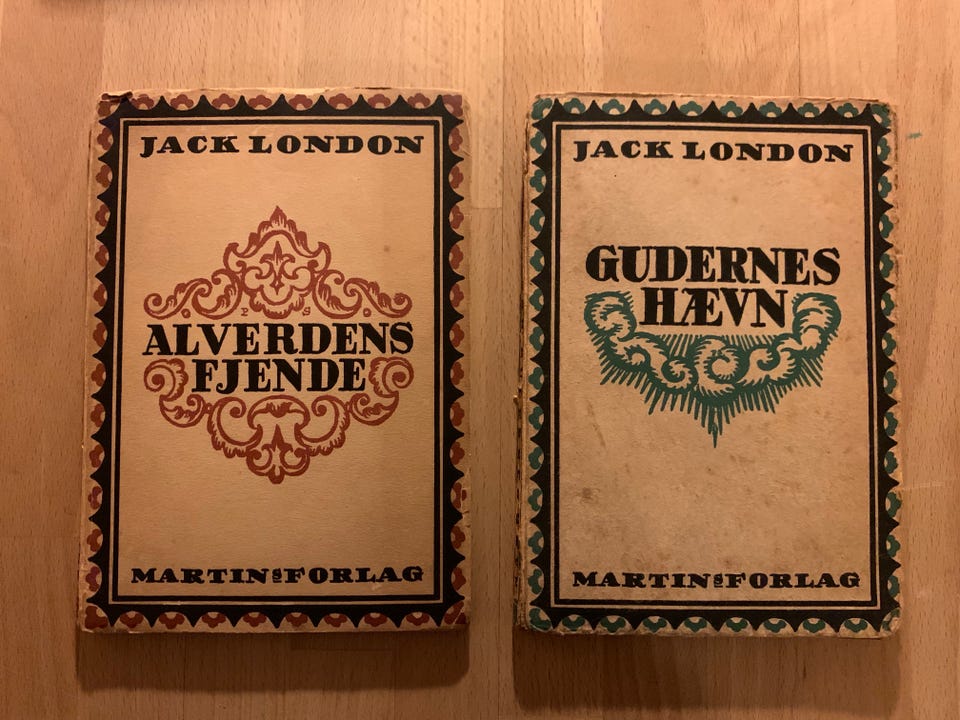 JACK LONDON
P. S.
ALVERDENS
FJENDE
MARTINS FORLAG
JACK LONDON
GUDERNES
HÆVN
MARTINS FORLAG